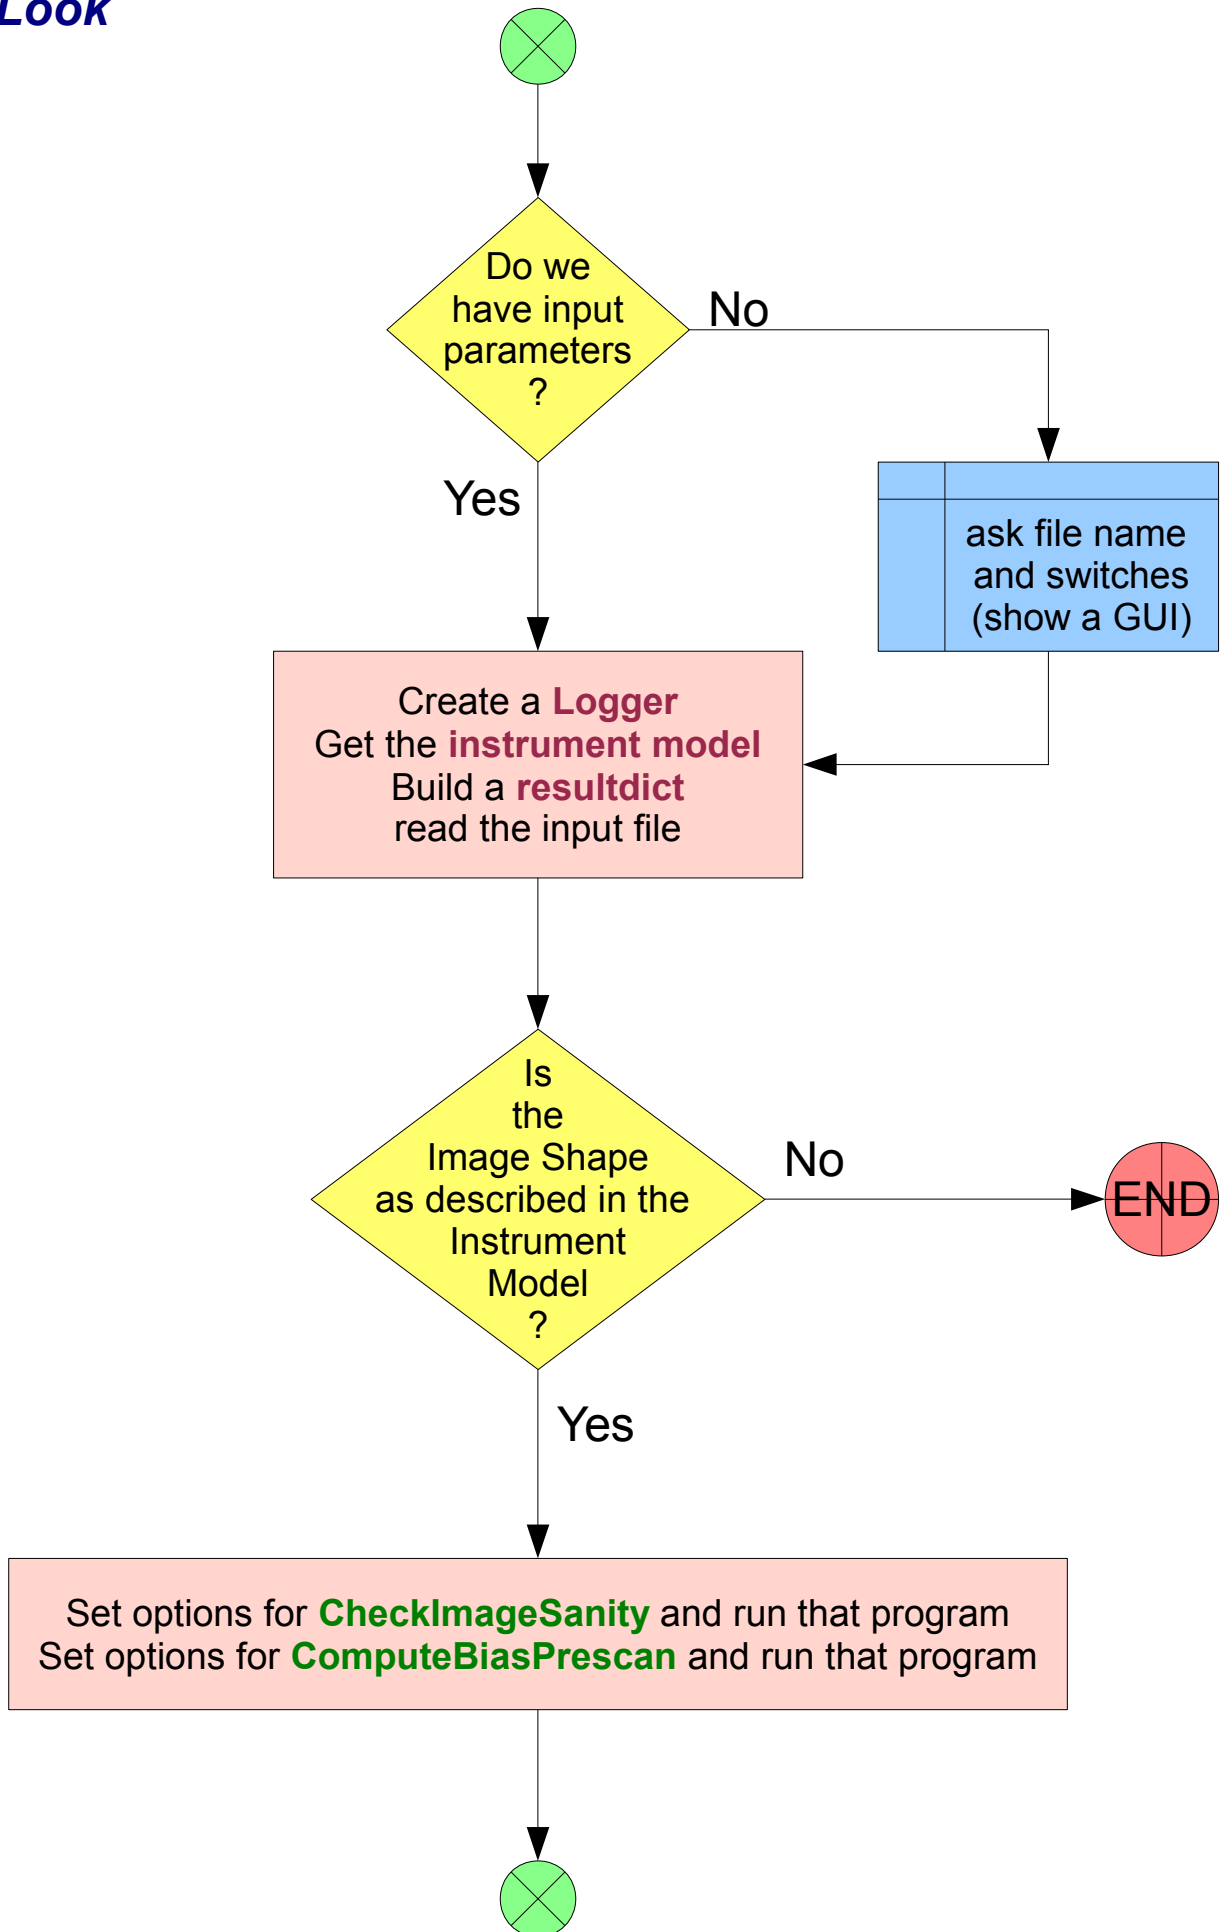 Look
Do we
have input
parameters
?
No
Yes
ask file name
and switches
(show a GUI)
Create a Logger
Get the instrument model
Build a resultdict
read the input file
Is
the
Image Shape
as described in the
Instrument
Model
?
No
END
Yes
Set options for CheckImageSanity and run that program
Set options for ComputeBiasPrescan and run that program